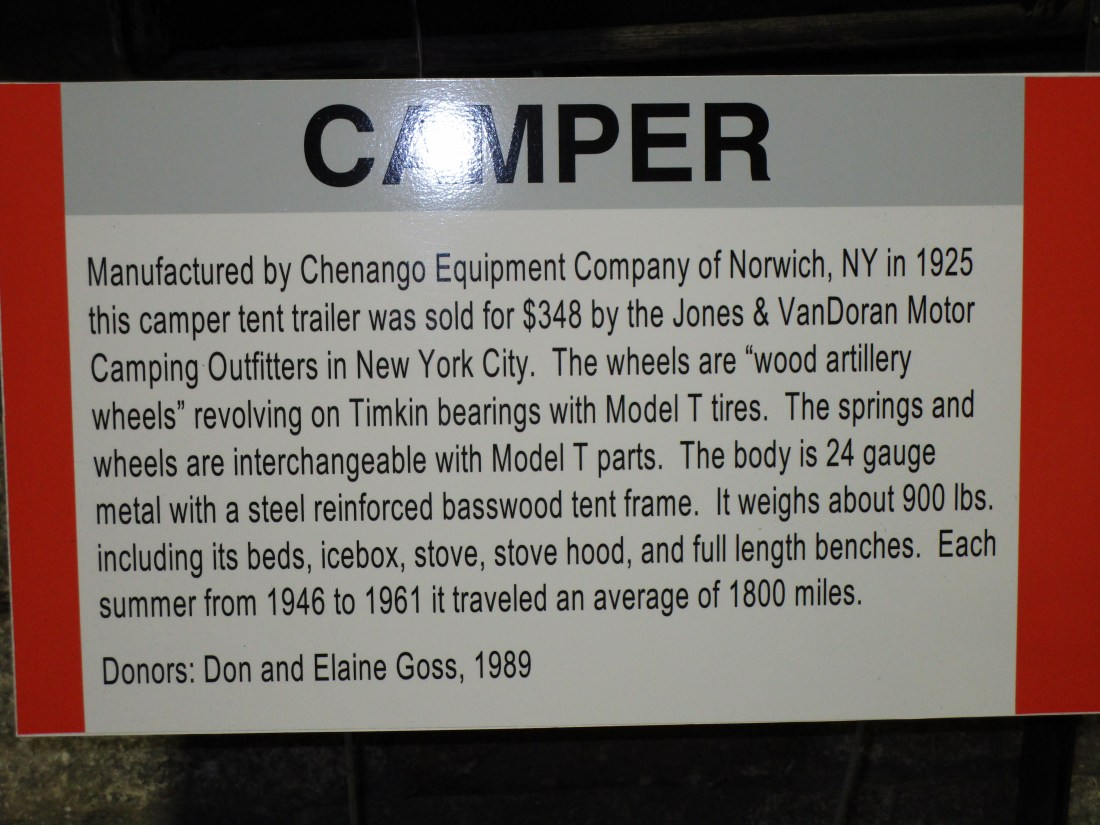 CAMPER
Manufactured by Chenango Equipment Company of Norwich, NY in 1925
this camper tent trailer was sold for $348 by the Jones & VanDoran Motor
Camping Outfitters in New York City. The wheels are “wood artillery
wheels” revolving on Timkin bearings with Model T tires. The springs and
wheels are interchangeable with Model T parts. The body is 24 gauge
metal with a steel reinforced basswood tent frame. It weighs about 900 lbs.
including its beds, icebox, stove, stove hood, and full length benches. Each
summer from 1946 to 1961 it traveled an average of 1800 miles.
Donors: Don and Elaine Goss, 1989